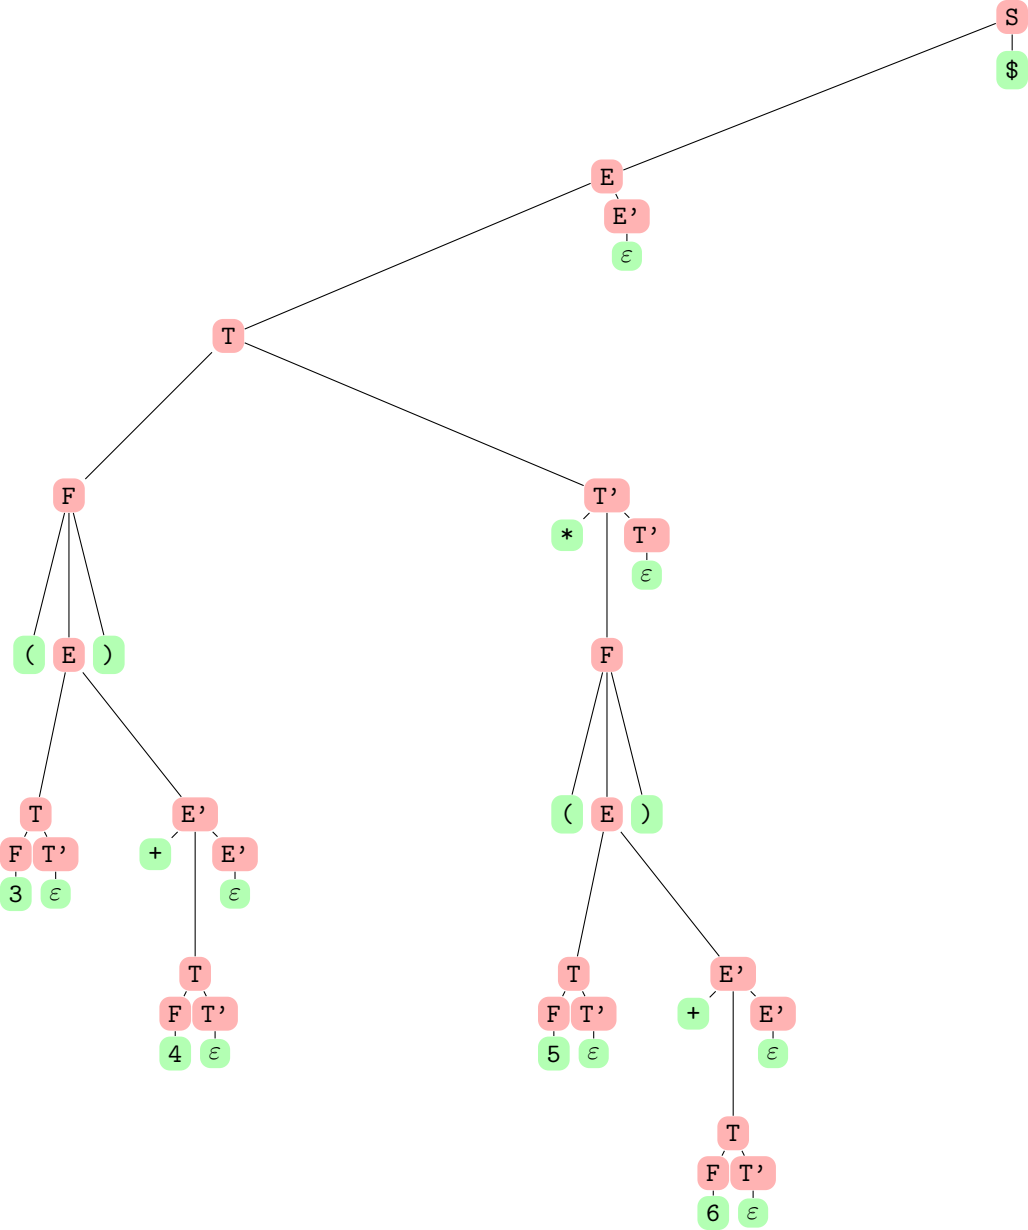 S
$
E
E'
ε
T
F T'
* T'
ε
( E ) F
T E' ( E )
F T' + E'
3 ε ε
T T E'
F T' F T' + E'
4 ε 5 ε ε
T
F T'
6 ε